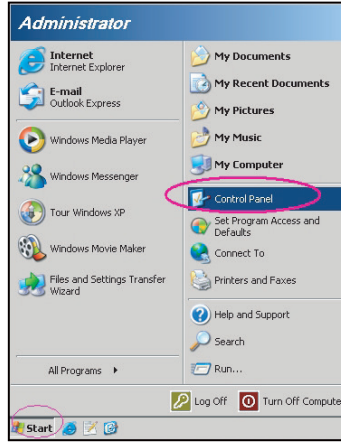 Administrator
Internet
Internet Explorer
E-mail
Outlook Express
Windows Media Player
Windows Messenger
Tour Windows XP
Windows Movie Maker
Files and Settings Transfer
Wizard
All Programs
My Documents
My Recent Documents
My Pictures
My Music
My Computer
Control Panel
Set Program Access and
Defaults
Connect To
Printers and Faxes
Help and Support
Search
Run...
Log Off
Turn Off Compute
Start